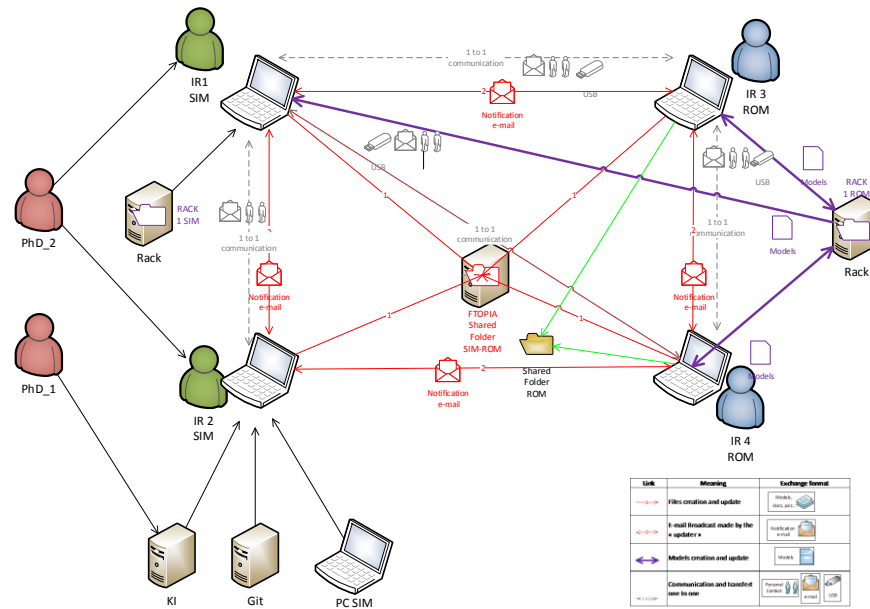 IR1
SIM
1 to 1
communication
USB
2
Notification
e-mail
IR 3
ROM
PhD_2
RACK
1 SIM
Rack
USB
1
1
1 to 1
communication
1 to 1
communication
Notification
e-mail
FTOPIA
Shared
Folder
SIM-ROM
1
1
USB
1 to 1
communication
2
Notification
e-mail
Models
Models
RACK
1 ROM
Rack
PhD_1
IR 2
SIM
2
Notification
e-mail
Shared
Folder
ROM
Models
IR 4
ROM
KI
Git
PC SIM
Link Meaning Exchange format
Files creation and update
Models,
docs, pics..
E-mail Broadcast made by the
« updater »
Notification
e-mail
Models creation and update
Models
Communication and transfert
one to one
Personal
Contact
e-mail
USB